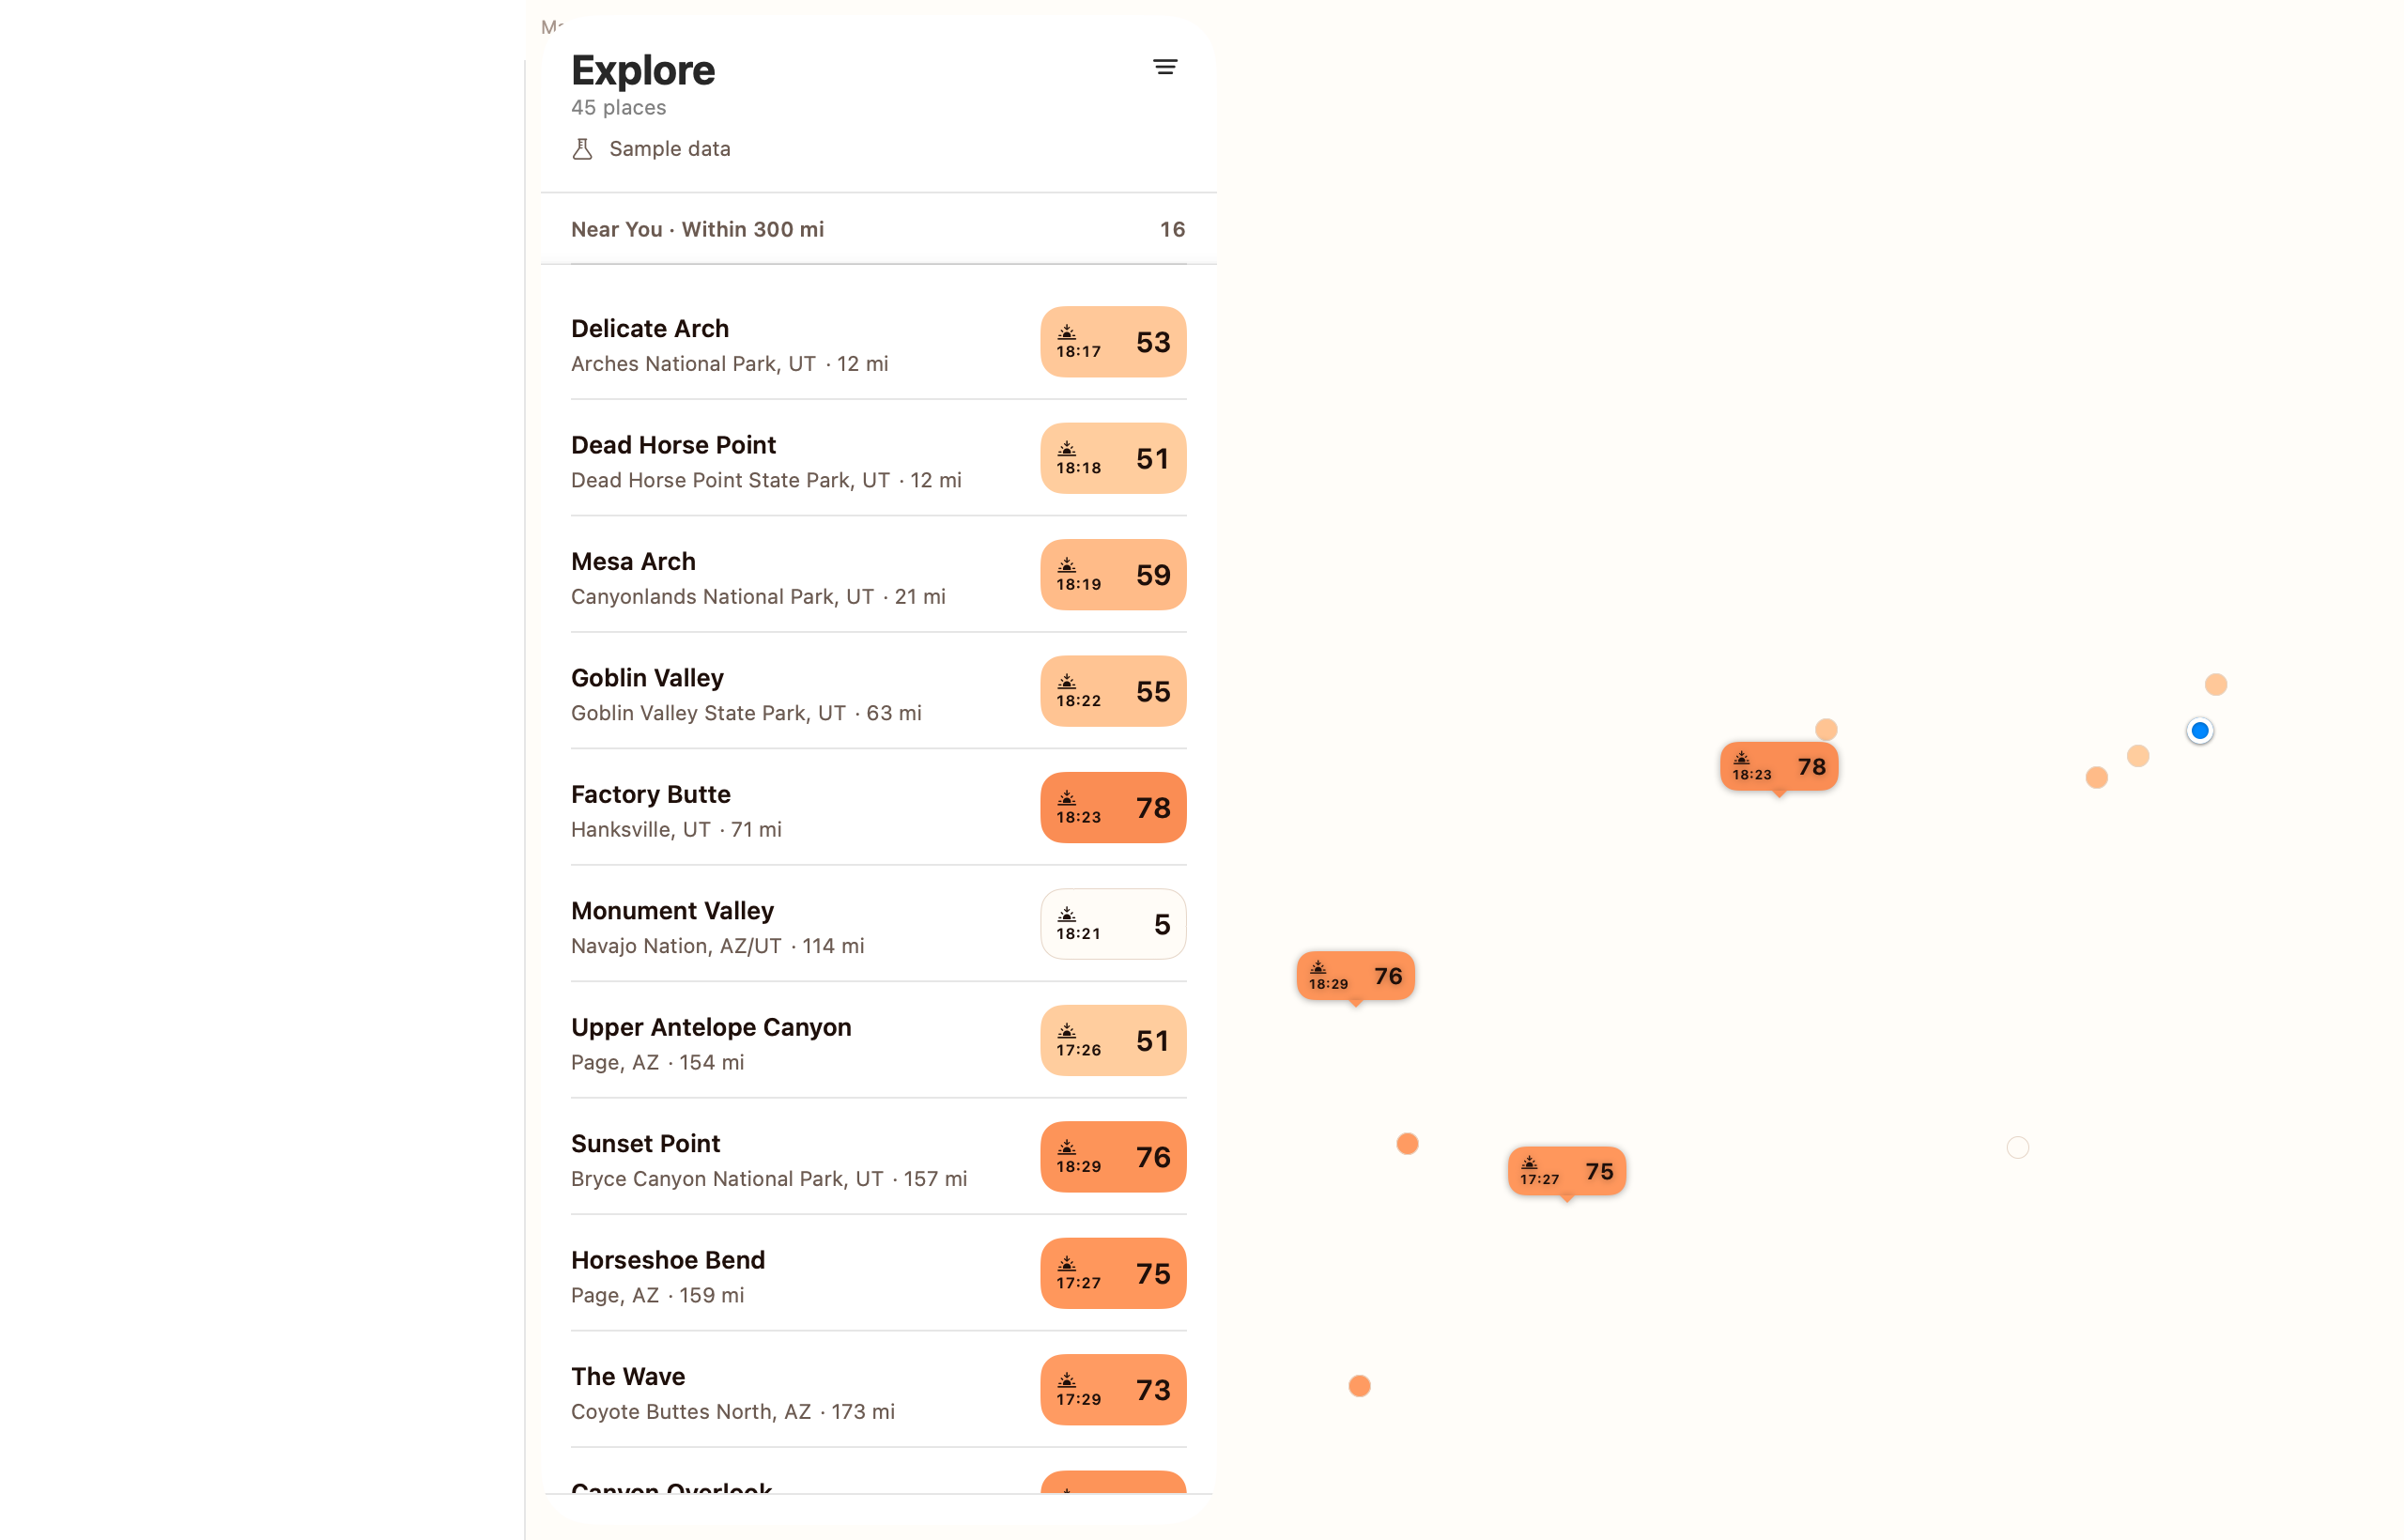 Explore
45 places
Sample data
Near You · Within 300 mi 16
Delicate Arch
Arches National Park, UT · 12 mi
18:17 53
Dead Horse Point
Dead Horse Point State Park, UT · 12 mi
18:18 51
Mesa Arch
Canyonlands National Park, UT · 21 mi
18:19 59
Goblin Valley
Goblin Valley State Park, UT · 63 mi
18:22 55
Factory Butte
Hanksville, UT · 71 mi
18:23 78
Monument Valley
Navajo Nation, AZ/UT · 114 mi
18:21 5
Upper Antelope Canyon
Page, AZ · 154 mi
17:26 51
Sunset Point
Bryce Canyon National Park, UT · 157 mi
18:29 76
Horseshoe Bend
Page, AZ · 159 mi
17:27 75
The Wave
Coyote Buttes North, AZ · 173 mi
17:29 73
Canyon Overlook
18:23 78
18:29 76
17:27 75